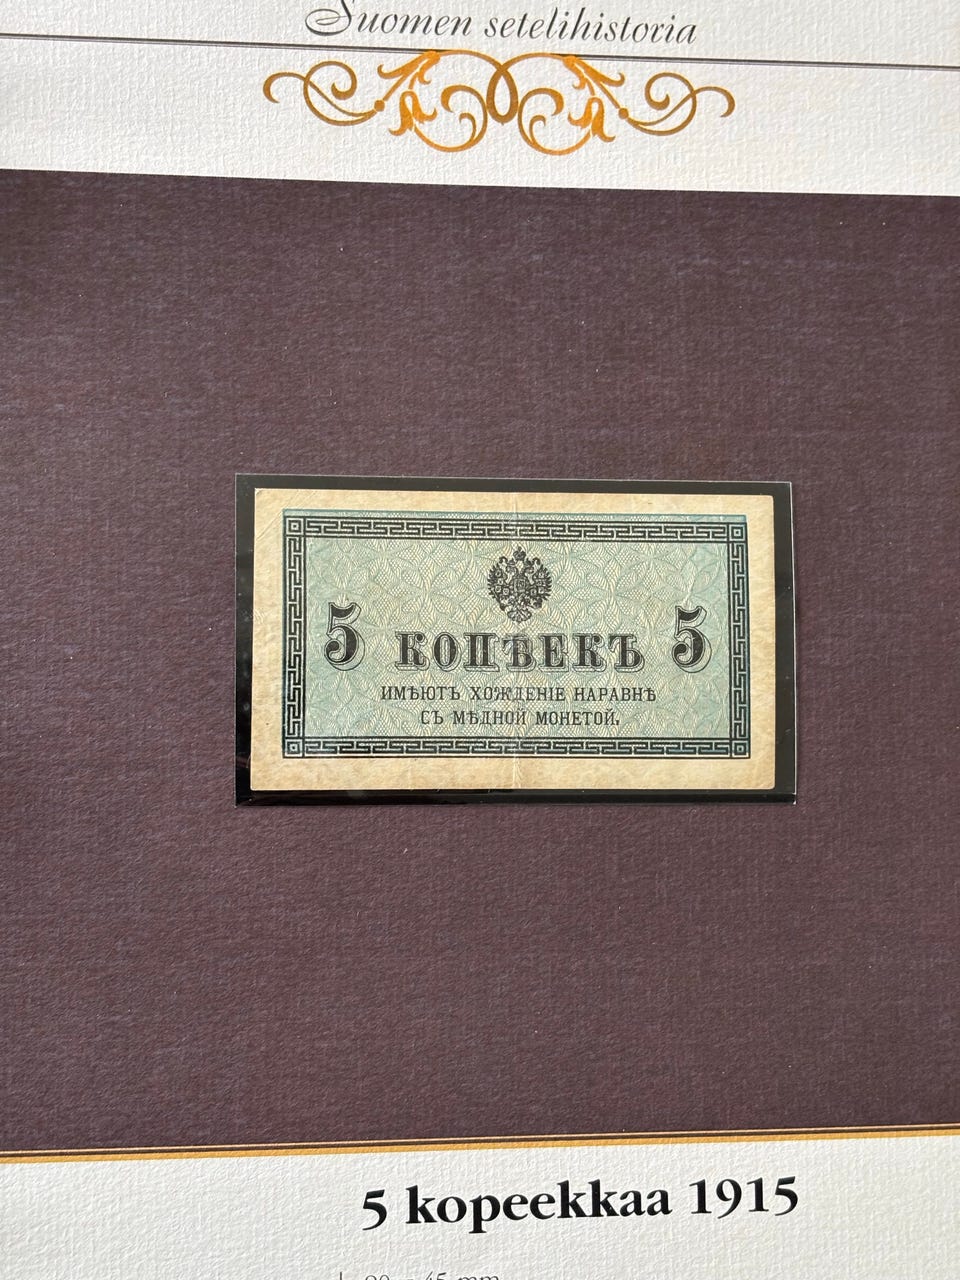 Suomen setelihistoria
5 КОПѢЕКЪ 5
ИМѢЮТЪ ХОЖДЕНІЕ НАРАВНѢ
СЪ МѢДНОЙ МОНЕТОЙ.
5 kopeekkaa 1915